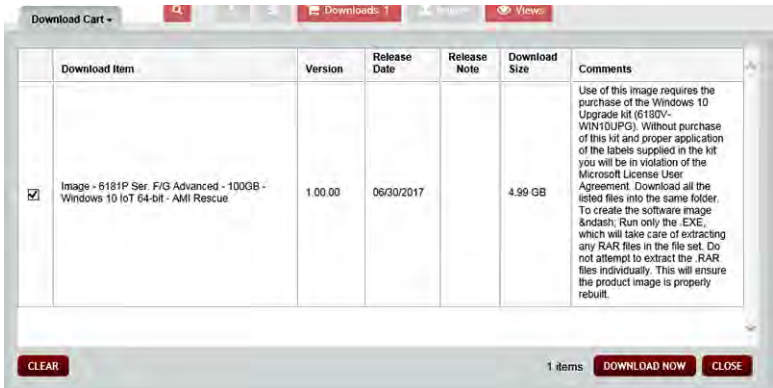 Download Cart
Downloads 1
Views
Download Item
Version
Release
Date
Release
Note
Download
Size
Comments
Image - 6181P Ser. F/G Advanced - 100GB -
Windows 10 IoT 64-bit - AMI Rescue
1.00.00
06/30/2017
4.99 GB
Use of this image requires the
purchase of the Windows 10
Upgrade kit (6180V-
WIN10UPG). Without purchase
of this kit and proper application
of the labels supplied in the kit
you will be in violation of the
Microsoft License User
Agreement. Download all the
listed files into the same folder.
To create the software image
&ndash; Run only the .EXE,
which will take care of extracting
any RAR files in the file set. Do
not attempt to extract the .RAR
files individually. This will ensure
the product image is properly
rebuilt.
CLEAR
1 items
DOWNLOAD NOW
CLOSE